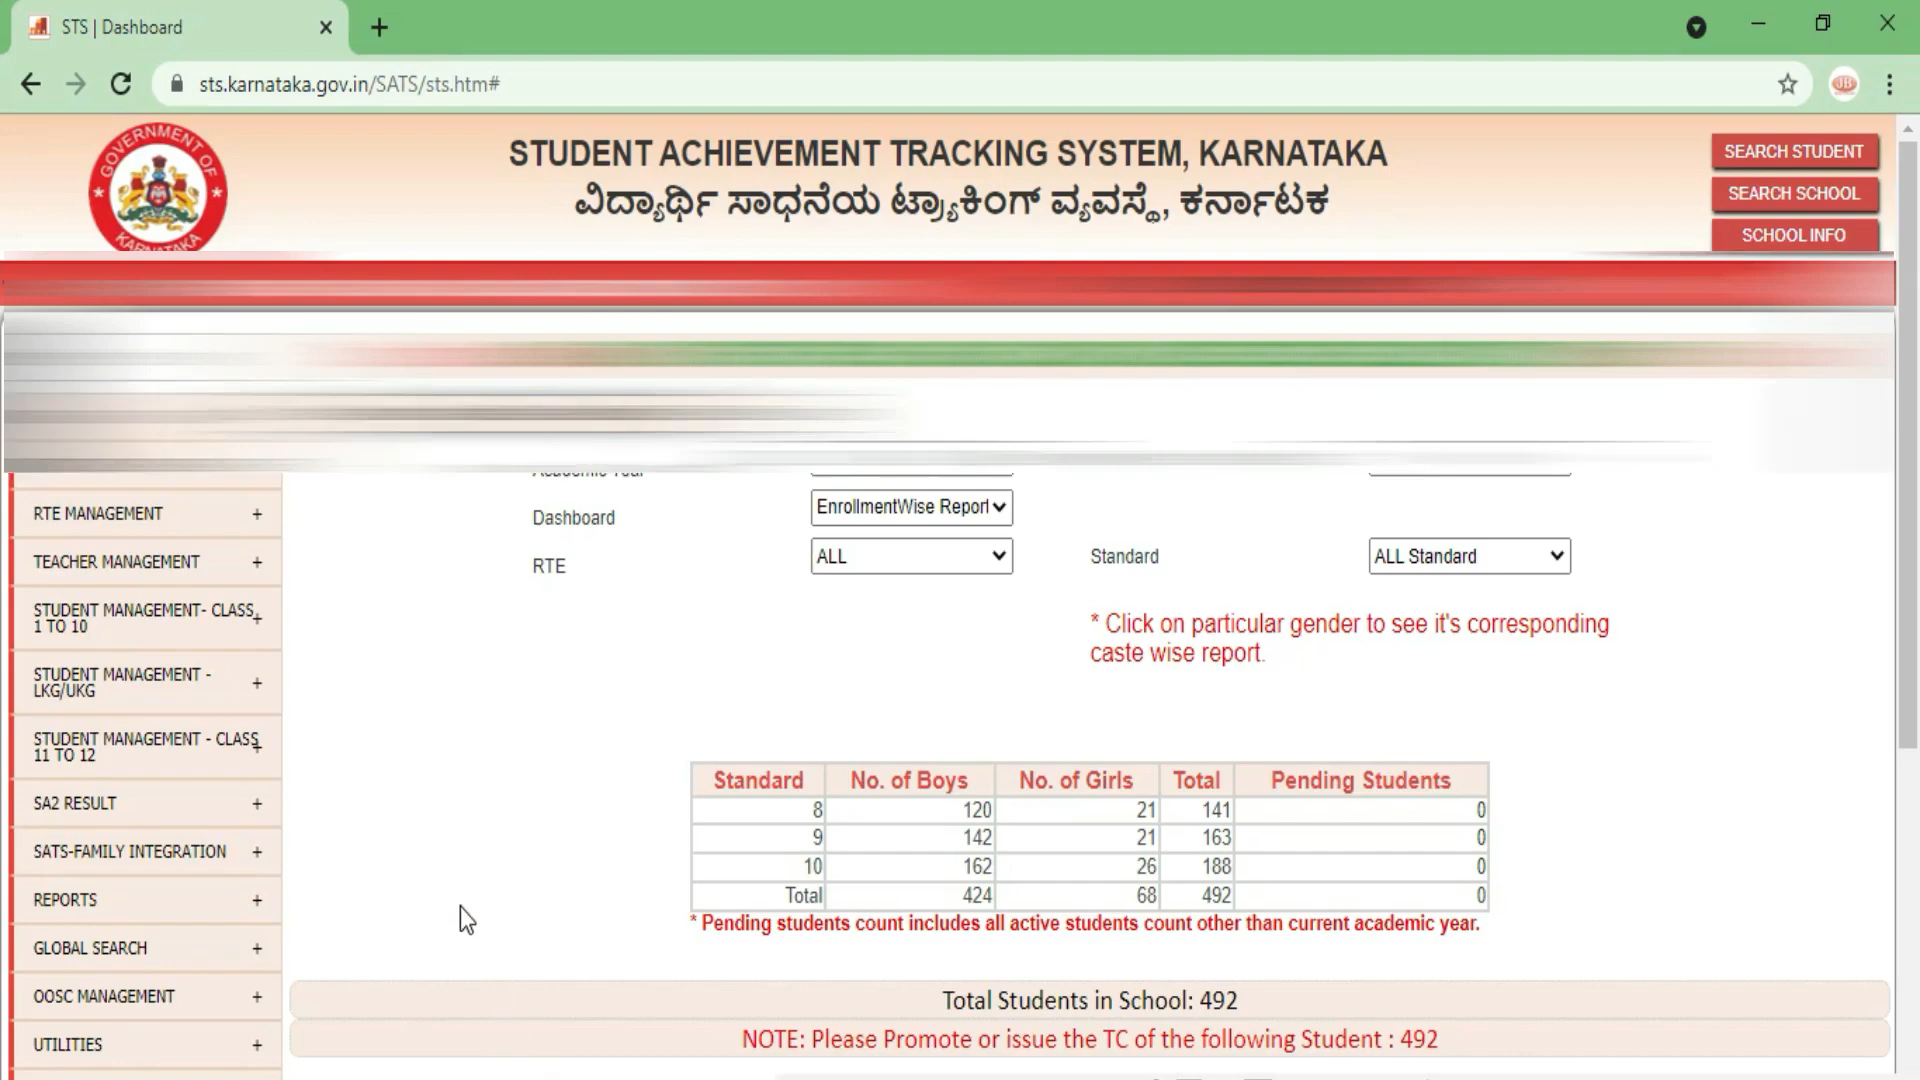 STS | Dashboard
sts.karnataka.gov.in/SATS/sts.htm#
JB
GOVERNMENT OF
KARNATAKA
STUDENT ACHIEVEMENT TRACKING SYSTEM, KARNATAKA
ವಿದ್ಯಾರ್ಥಿ ಸಾಧನೆಯ ಟ್ರ್ಯಾಕಿಂಗ್ ವ್ಯವಸ್ಥೆ, ಕರ್ನಾಟಕ
SEARCH STUDENT
SEARCH SCHOOL
SCHOOL INFO
RTE MANAGEMENT +
TEACHER MANAGEMENT +
STUDENT MANAGEMENT- CLASS
1 TO 10 +
STUDENT MANAGEMENT -
LKG/UKG +
STUDENT MANAGEMENT - CLASS
11 TO 12 +
SA2 RESULT +
SATS-FAMILY INTEGRATION +
REPORTS +
GLOBAL SEARCH +
OOSC MANAGEMENT +
UTILITIES +
Dashboard EnrollmentWise Report
RTE ALL Standard ALL Standard
* Click on particular gender to see it's corresponding
caste wise report.
Standard No. of Boys No. of Girls Total Pending Students
8 120 21 141 0
9 142 21 163 0
10 162 26 188 0
Total 424 68 492 0
* Pending students count includes all active students count other than current academic year.
Total Students in School: 492
NOTE: Please Promote or issue the TC of the following Student : 492